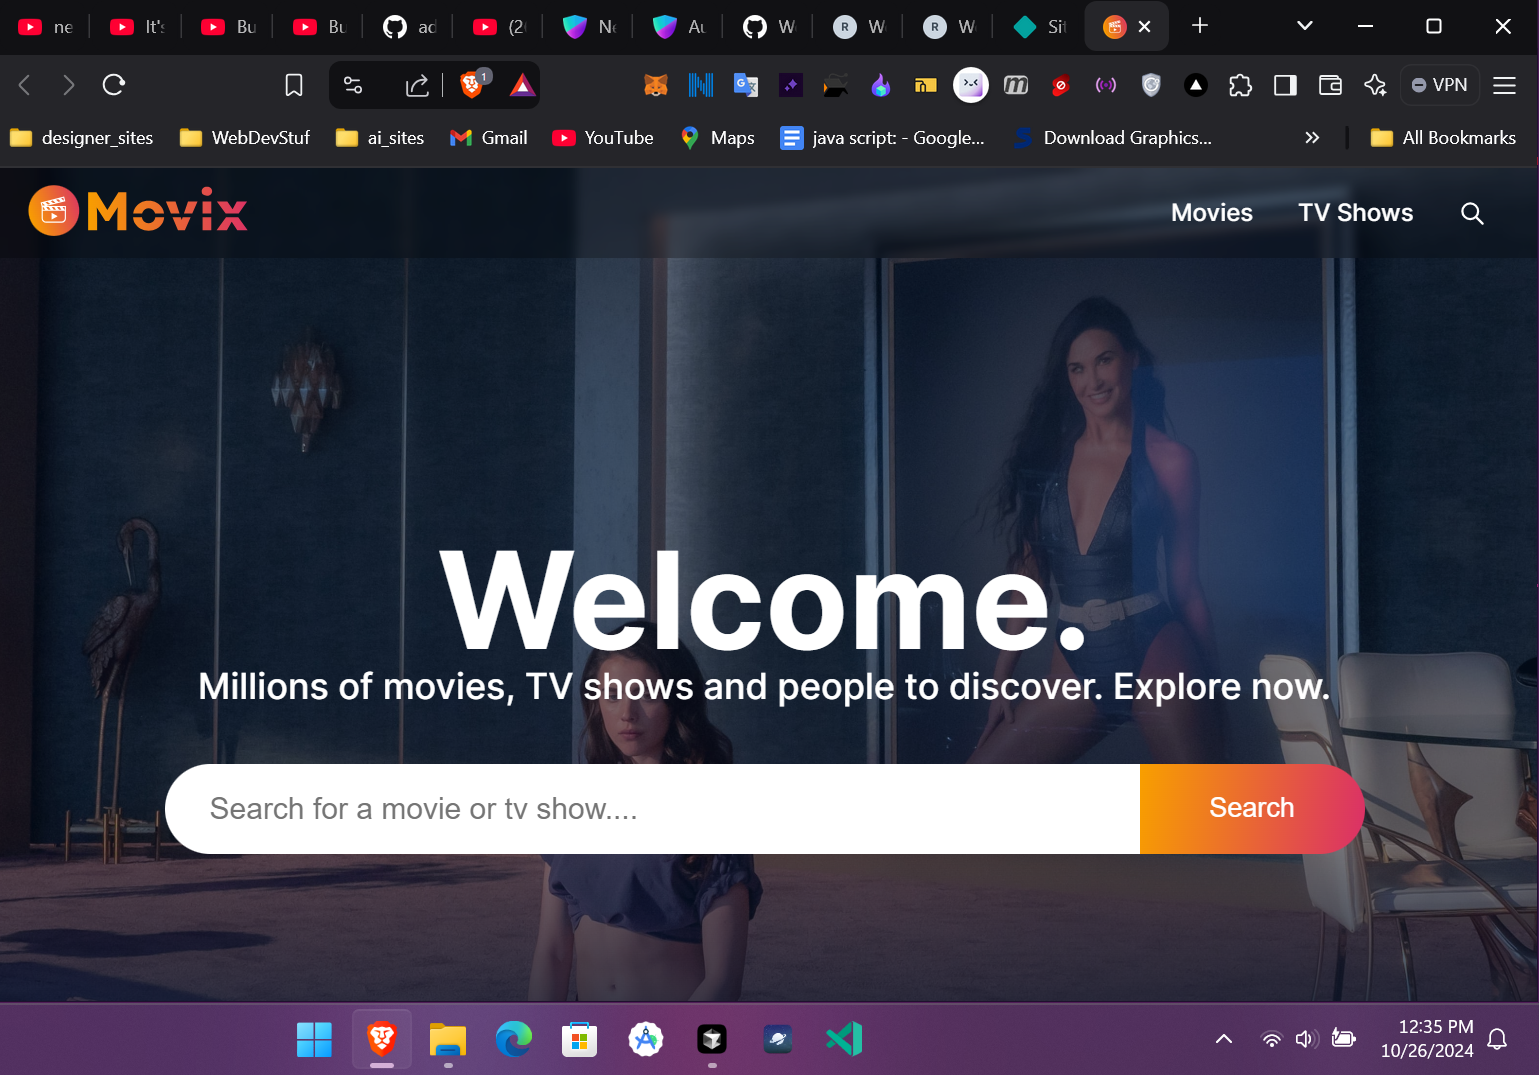 ne
It's
Bu
Bu
ad
(2
Ne
Au
W
R
W
R
W
Sit
1
VPN
designer_sites
WebDevStuf
ai_sites
Gmail
YouTube
Maps
java script: - Google...
Download Graphics...
All Bookmarks
Movix
Movies
TV Shows
Welcome.
Millions of movies, TV shows and people to discover. Explore now.
Search for a movie or tv show....
Search
12:35 PM
10/26/2024